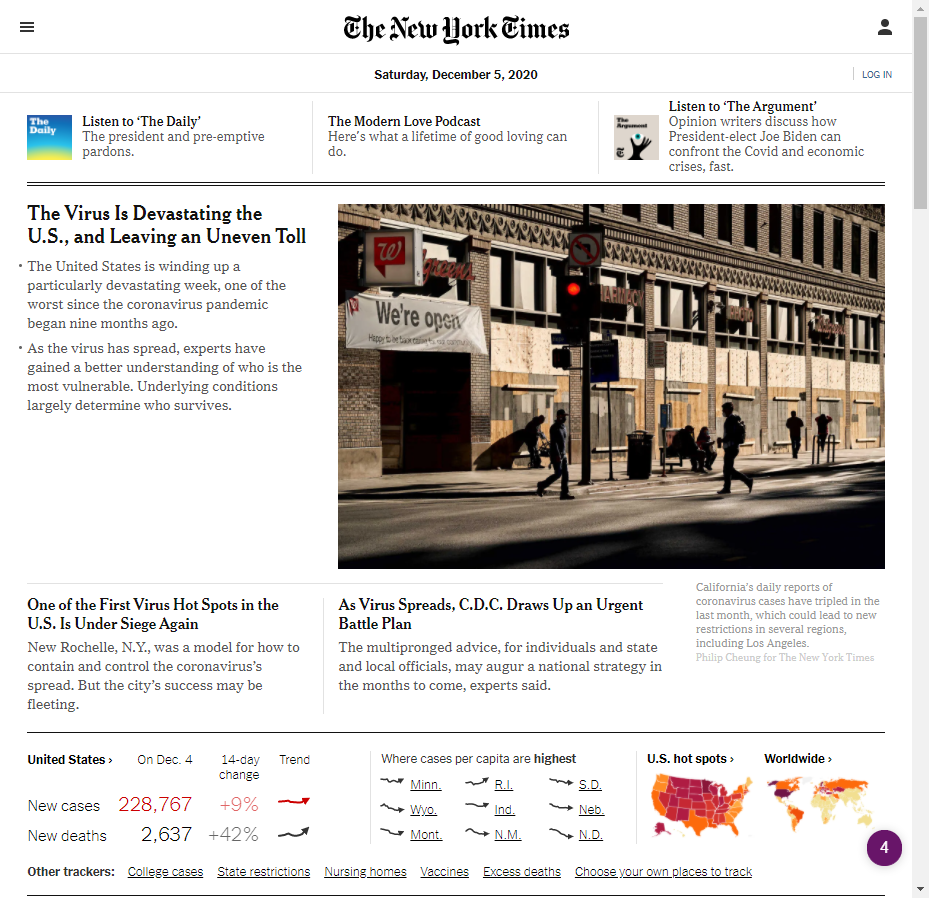 The New York Times
Saturday, December 5, 2020
LOG IN
The Daily
Listen to ‘The Daily’
The president and pre-emptive
pardons.
The Modern Love Podcast
Here’s what a lifetime of good loving can
do.
The Argument
Listen to ‘The Argument’
Opinion writers discuss how
President-elect Joe Biden can
confront the Covid and economic
crises, fast.
The Virus Is Devastating the
U.S., and Leaving an Uneven Toll
• The United States is winding up a
particularly devastating week, one of the
worst since the coronavirus pandemic
began nine months ago.
• As the virus has spread, experts have
gained a better understanding of who is the
most vulnerable. Underlying conditions
largely determine who survives.
We're open
One of the First Virus Hot Spots in the
U.S. Is Under Siege Again
New Rochelle, N.Y., was a model for how to
contain and control the coronavirus’s
spread. But the city’s success may be
fleeting.
As Virus Spreads, C.D.C. Draws Up an Urgent
Battle Plan
The multipronged advice, for individuals and state
and local officials, may augur a national strategy in
the months to come, experts said.
California’s daily reports of
coronavirus cases have tripled in the
last month, which could lead to new
restrictions in several regions,
including Los Angeles.
Philip Cheung for The New York Times
United States › On Dec. 4 14-day change Trend
New cases 228,767 +9%
New deaths 2,637 +42%
Where cases per capita are highest
Minn. R.I. S.D.
Wyo. Ind. Neb.
Mont. N.M. N.D.
U.S. hot spots › Worldwide ›
4
Other trackers: College cases State restrictions Nursing homes Vaccines Excess deaths Choose your own places to track